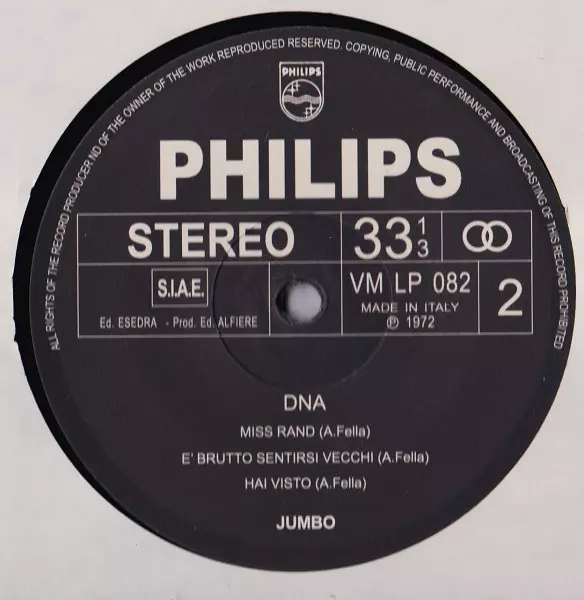 ALL RIGHTS OF THE RECORD PRODUCER ND OF THE OWNER OF THE WORK REPRODUCED RESERVED. COPYING, PUBLIC PERFORMANCE AND BROADCASTING OF THIS RECORD PROHIBITED
PHILIPS
PHILIPS
STEREO 33 1/3
S.I.A.E. VM LP 082 2
MADE IN ITALY
Ed. ESEDRA - Prod. Ed. ALFIERE ℗ 1972
DNA
MISS RAND (A.Fella)
E' BRUTTO SENTIRSI VECCHI (A.Fella)
HAI VISTO (A.Fella)
JUMBO